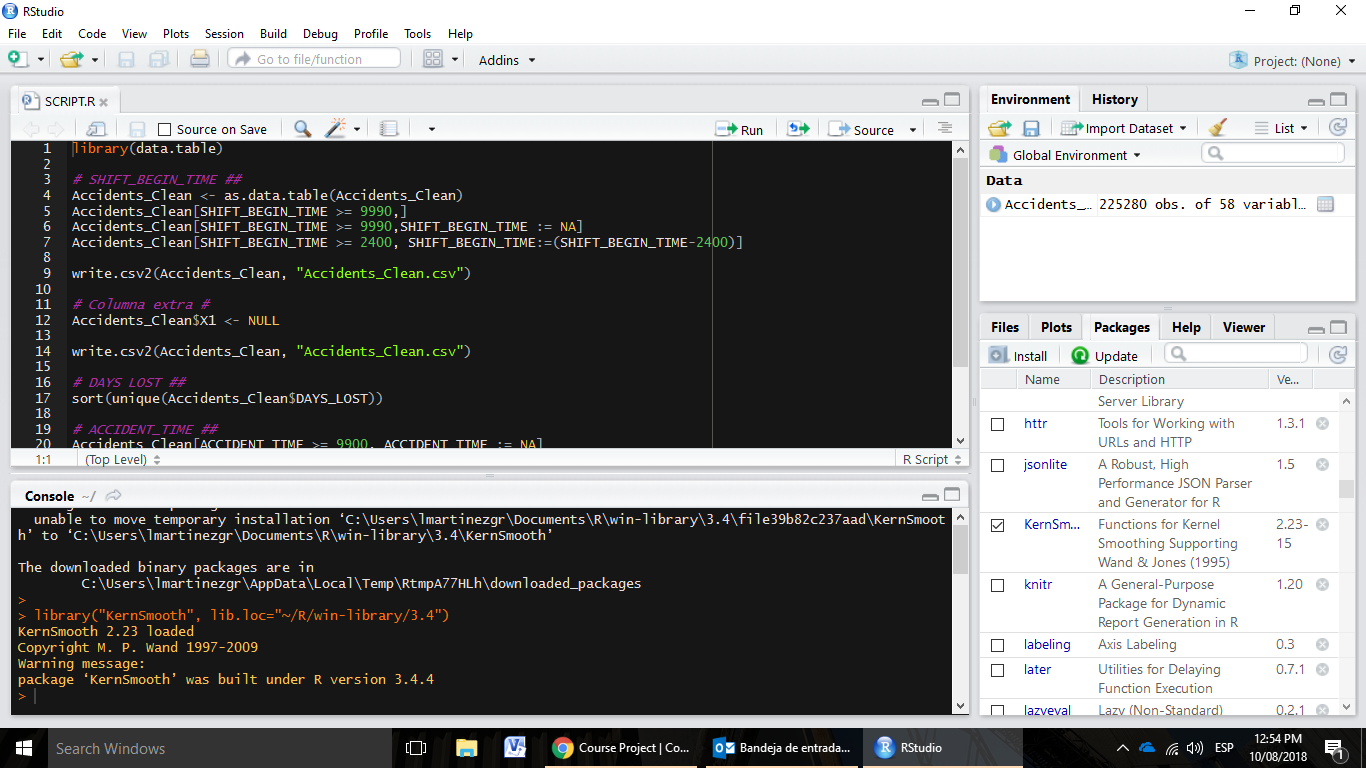 RStudio
File Edit Code View Plots Session Build Debug Profile Tools Help
Go to file/function Addins Project: (None)
SCRIPT.R
Source on Save Run Source
1 library(data.table)
2
3 # SHIFT_BEGIN_TIME ##
4 Accidents_Clean <- as.data.table(Accidents_Clean)
5 Accidents_Clean[SHIFT_BEGIN_TIME >= 9990,]
6 Accidents_Clean[SHIFT_BEGIN_TIME >= 9990,SHIFT_BEGIN_TIME := NA]
7 Accidents_Clean[SHIFT_BEGIN_TIME >= 2400, SHIFT_BEGIN_TIME:=(SHIFT_BEGIN_TIME-2400)]
8
9 write.csv2(Accidents_Clean, "Accidents_Clean.csv")
10
11 # Columna extra #
12 Accidents_Clean$X1 <- NULL
13
14 write.csv2(Accidents_Clean, "Accidents_Clean.csv")
15
16 # DAYS LOST ##
17 sort(unique(Accidents_Clean$DAYS_LOST))
18
19 # ACCIDENT_TIME ##
20 Accidents_Clean[ACCIDENT_TIME >= 9900, ACCIDENT_TIME := NA]
1:1 (Top Level) R Script
Console ~/
unable to move temporary installation ‘C:\Users\lmartinezgr\Documents\R\win-library\3.4\file39b82c237aad\KernSmoot
h’ to ‘C:\Users\lmartinezgr\Documents\R\win-library\3.4\KernSmooth’

The downloaded binary packages are in
C:\Users\lmartinezgr\AppData\Local\Temp\RtmpA77HLh\downloaded_packages
>
> library("KernSmooth", lib.loc="~/R/win-library/3.4")
KernSmooth 2.23 loaded
Copyright M. P. Wand 1997-2009
Warning message:
package ‘KernSmooth’ was built under R version 3.4.4
>
Environment History
Import Dataset List
Global Environment
Data
Accidents_… 225280 obs. of 58 variabl…
Files Plots Packages Help Viewer
Install Update
Name Description Ve...
Server Library
httr Tools for Working with 1.3.1
URLs and HTTP
jsonlite A Robust, High 1.5
Performance JSON Parser
and Generator for R
KernSm... Functions for Kernel 2.23-
Smoothing Supporting 15
Wand & Jones (1995)
knitr A General-Purpose 1.20
Package for Dynamic
Report Generation in R
labeling Axis Labeling 0.3
later Utilities for Delaying 0.7.1
Function Execution
lazyeval Lazy (Non-Standard) 0.2.1
Search Windows Course Project | Co... Bandeja de entrada... RStudio ESP 12:54 PM
10/08/2018 1